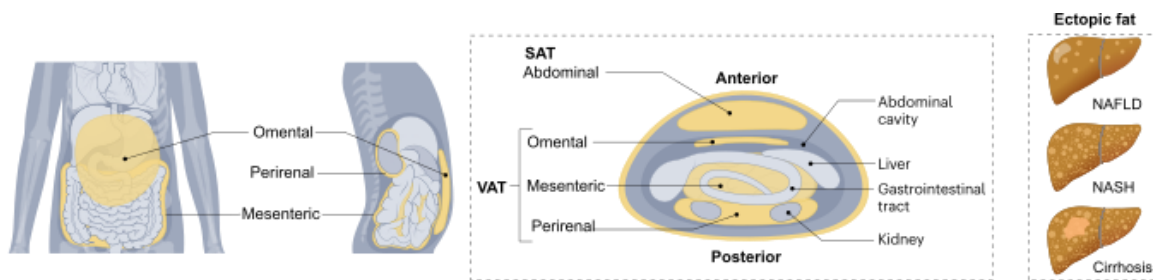 Omental
Perirenal
Mesenteric
SAT
Abdominal
Anterior
Abdominal
cavity
Omental
Liver
VAT
Mesenteric
Gastrointestinal
tract
Perirenal
Kidney
Posterior
Ectopic fat
NAFLD
NASH
Cirrhosis